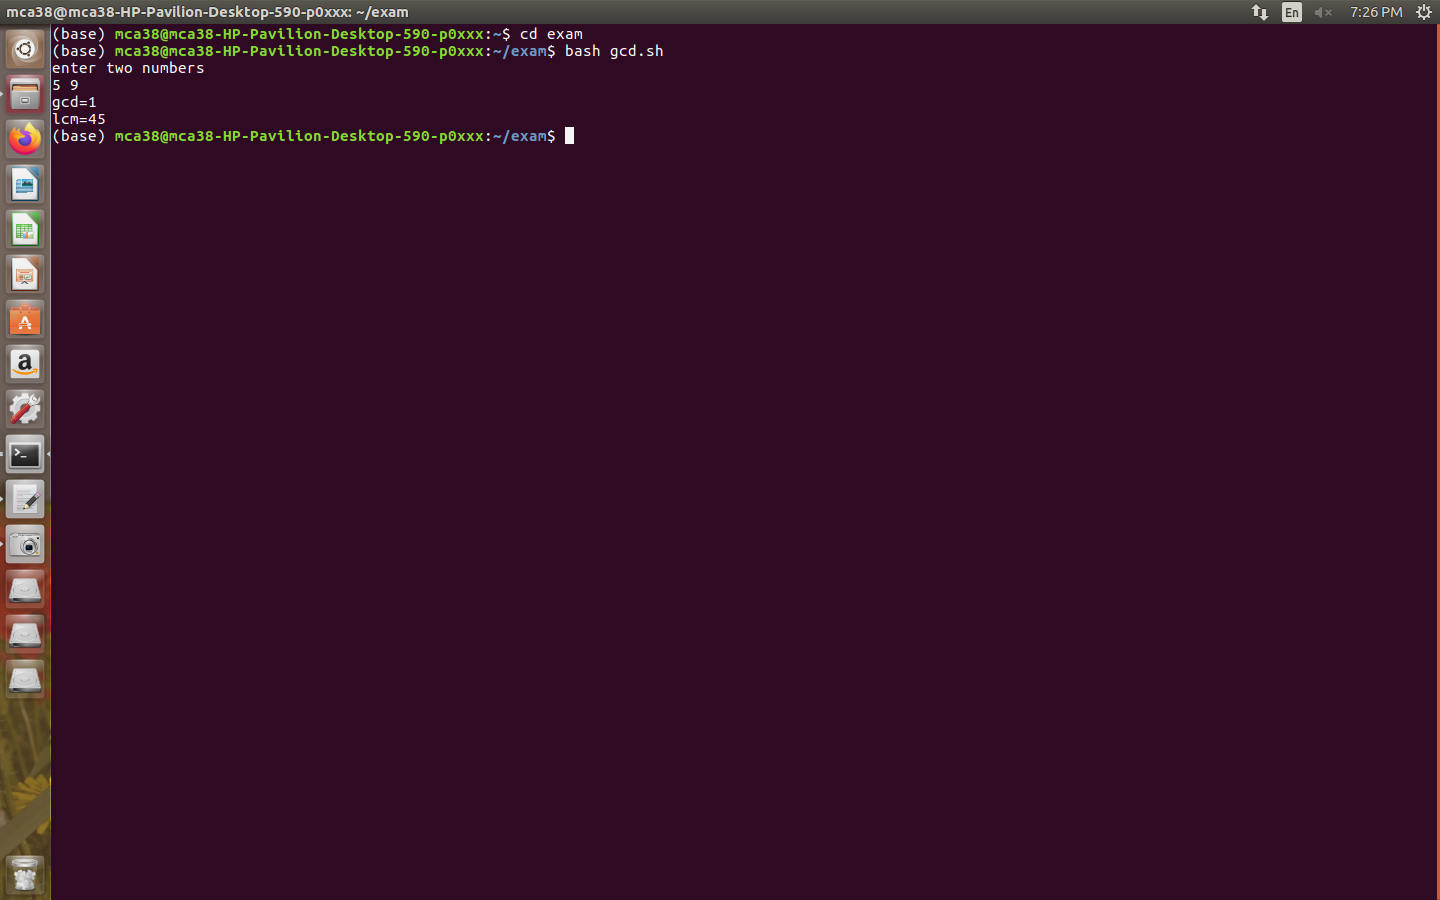 mca38@mca38-HP-Pavilion-Desktop-590-p0xxx: ~/exam
En
7:26 PM
(base) mca38@mca38-HP-Pavilion-Desktop-590-p0xxx:~$ cd exam
(base) mca38@mca38-HP-Pavilion-Desktop-590-p0xxx:~/exam$ bash gcd.sh
enter two numbers
5 9
gcd=1
lcm=45
(base) mca38@mca38-HP-Pavilion-Desktop-590-p0xxx:~/exam$